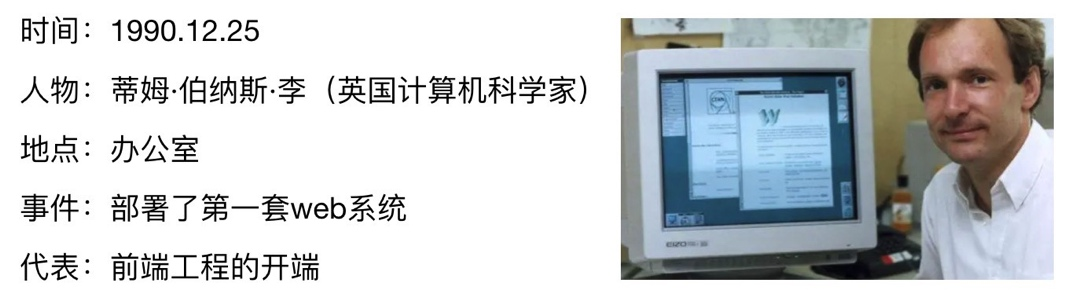 时间：1990.12.25
人物：蒂姆·伯纳斯·李（英国计算机科学家）
地点：办公室
事件：部署了第一套web系统
代表：前端工程的开端
CERN
W
EIZO